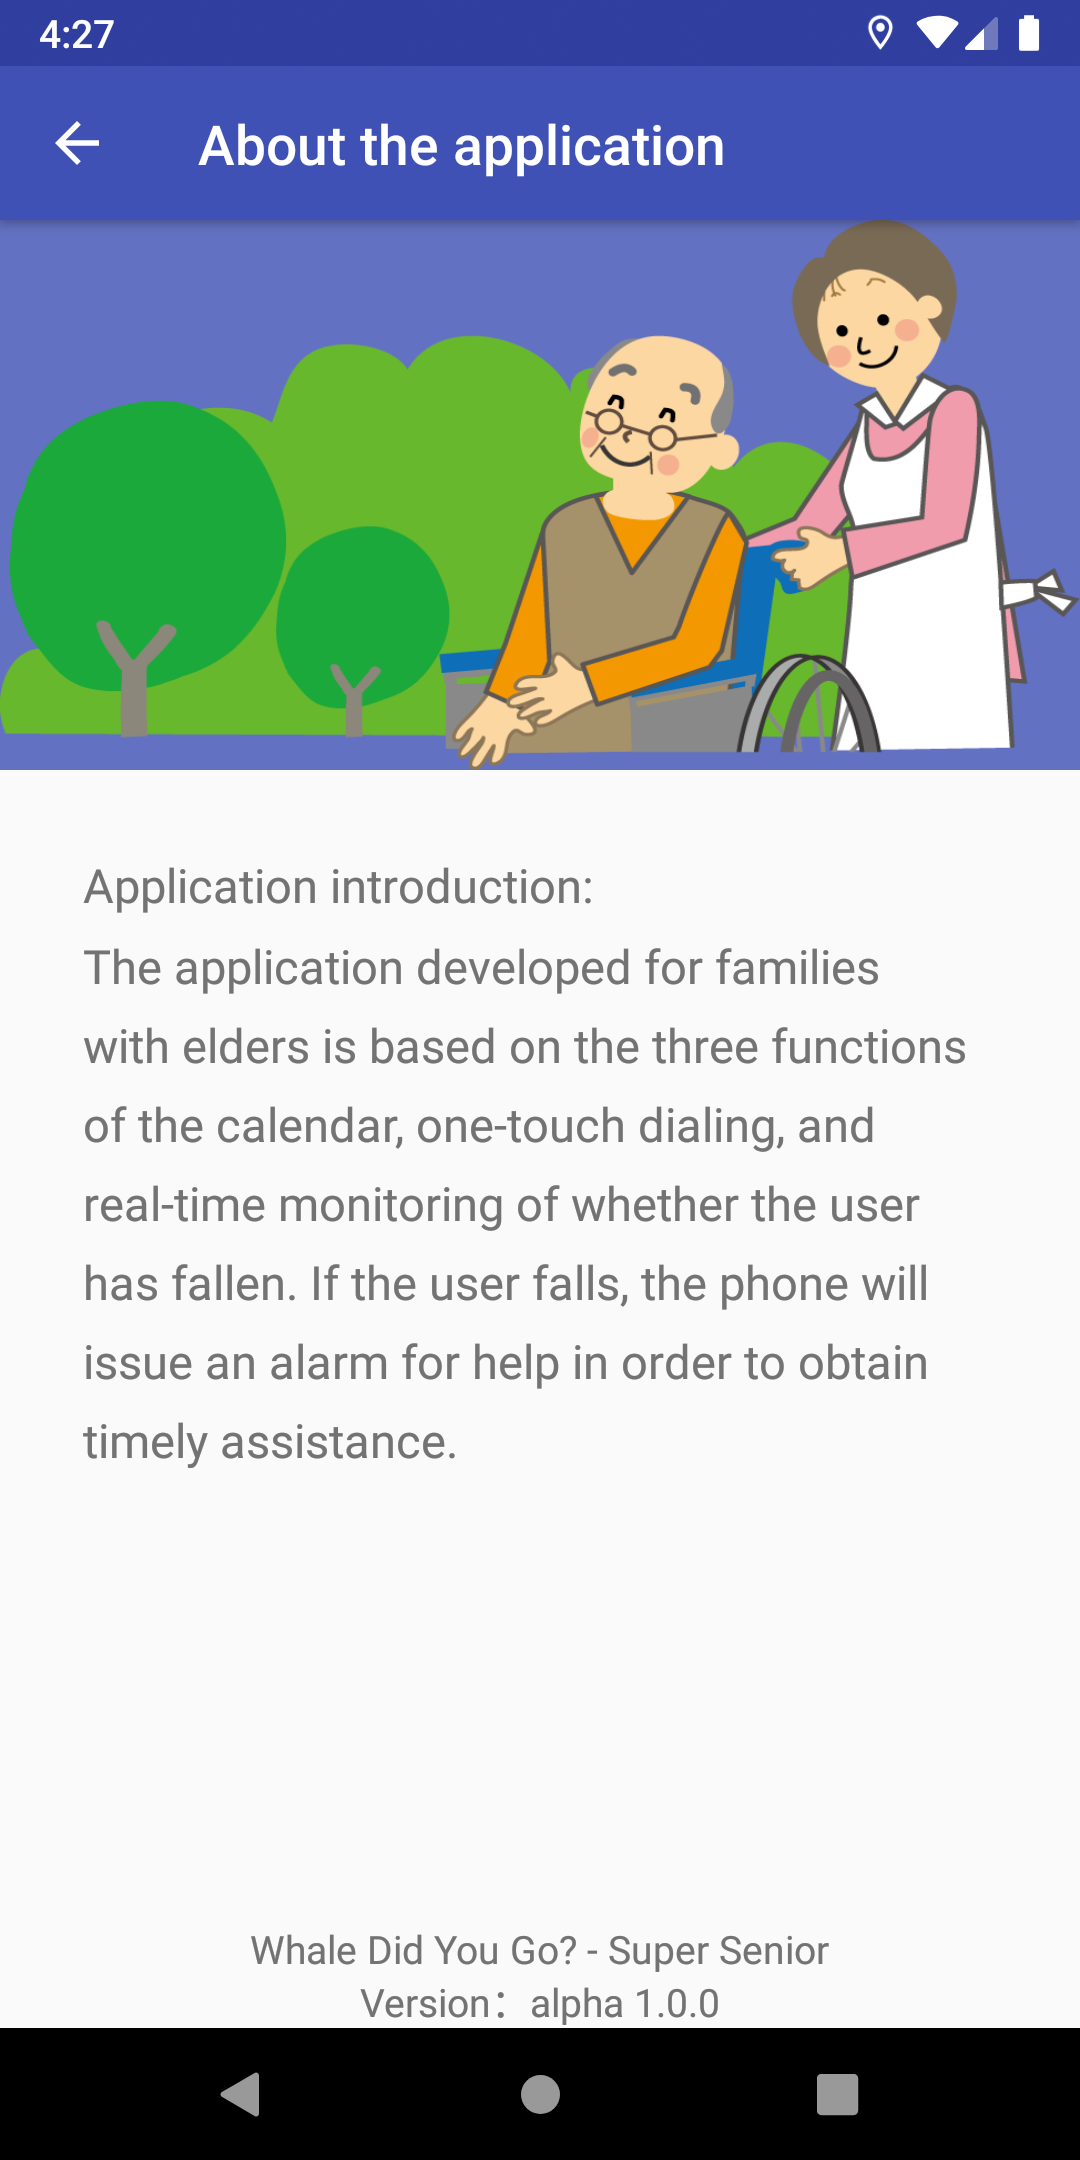 4:27
About the application
Application introduction:
The application developed for families
with elders is based on the three functions
of the calendar, one-touch dialing, and
real-time monitoring of whether the user
has fallen. If the user falls, the phone will
issue an alarm for help in order to obtain
timely assistance.
Whale Did You Go? - Super Senior
Version：alpha 1.0.0